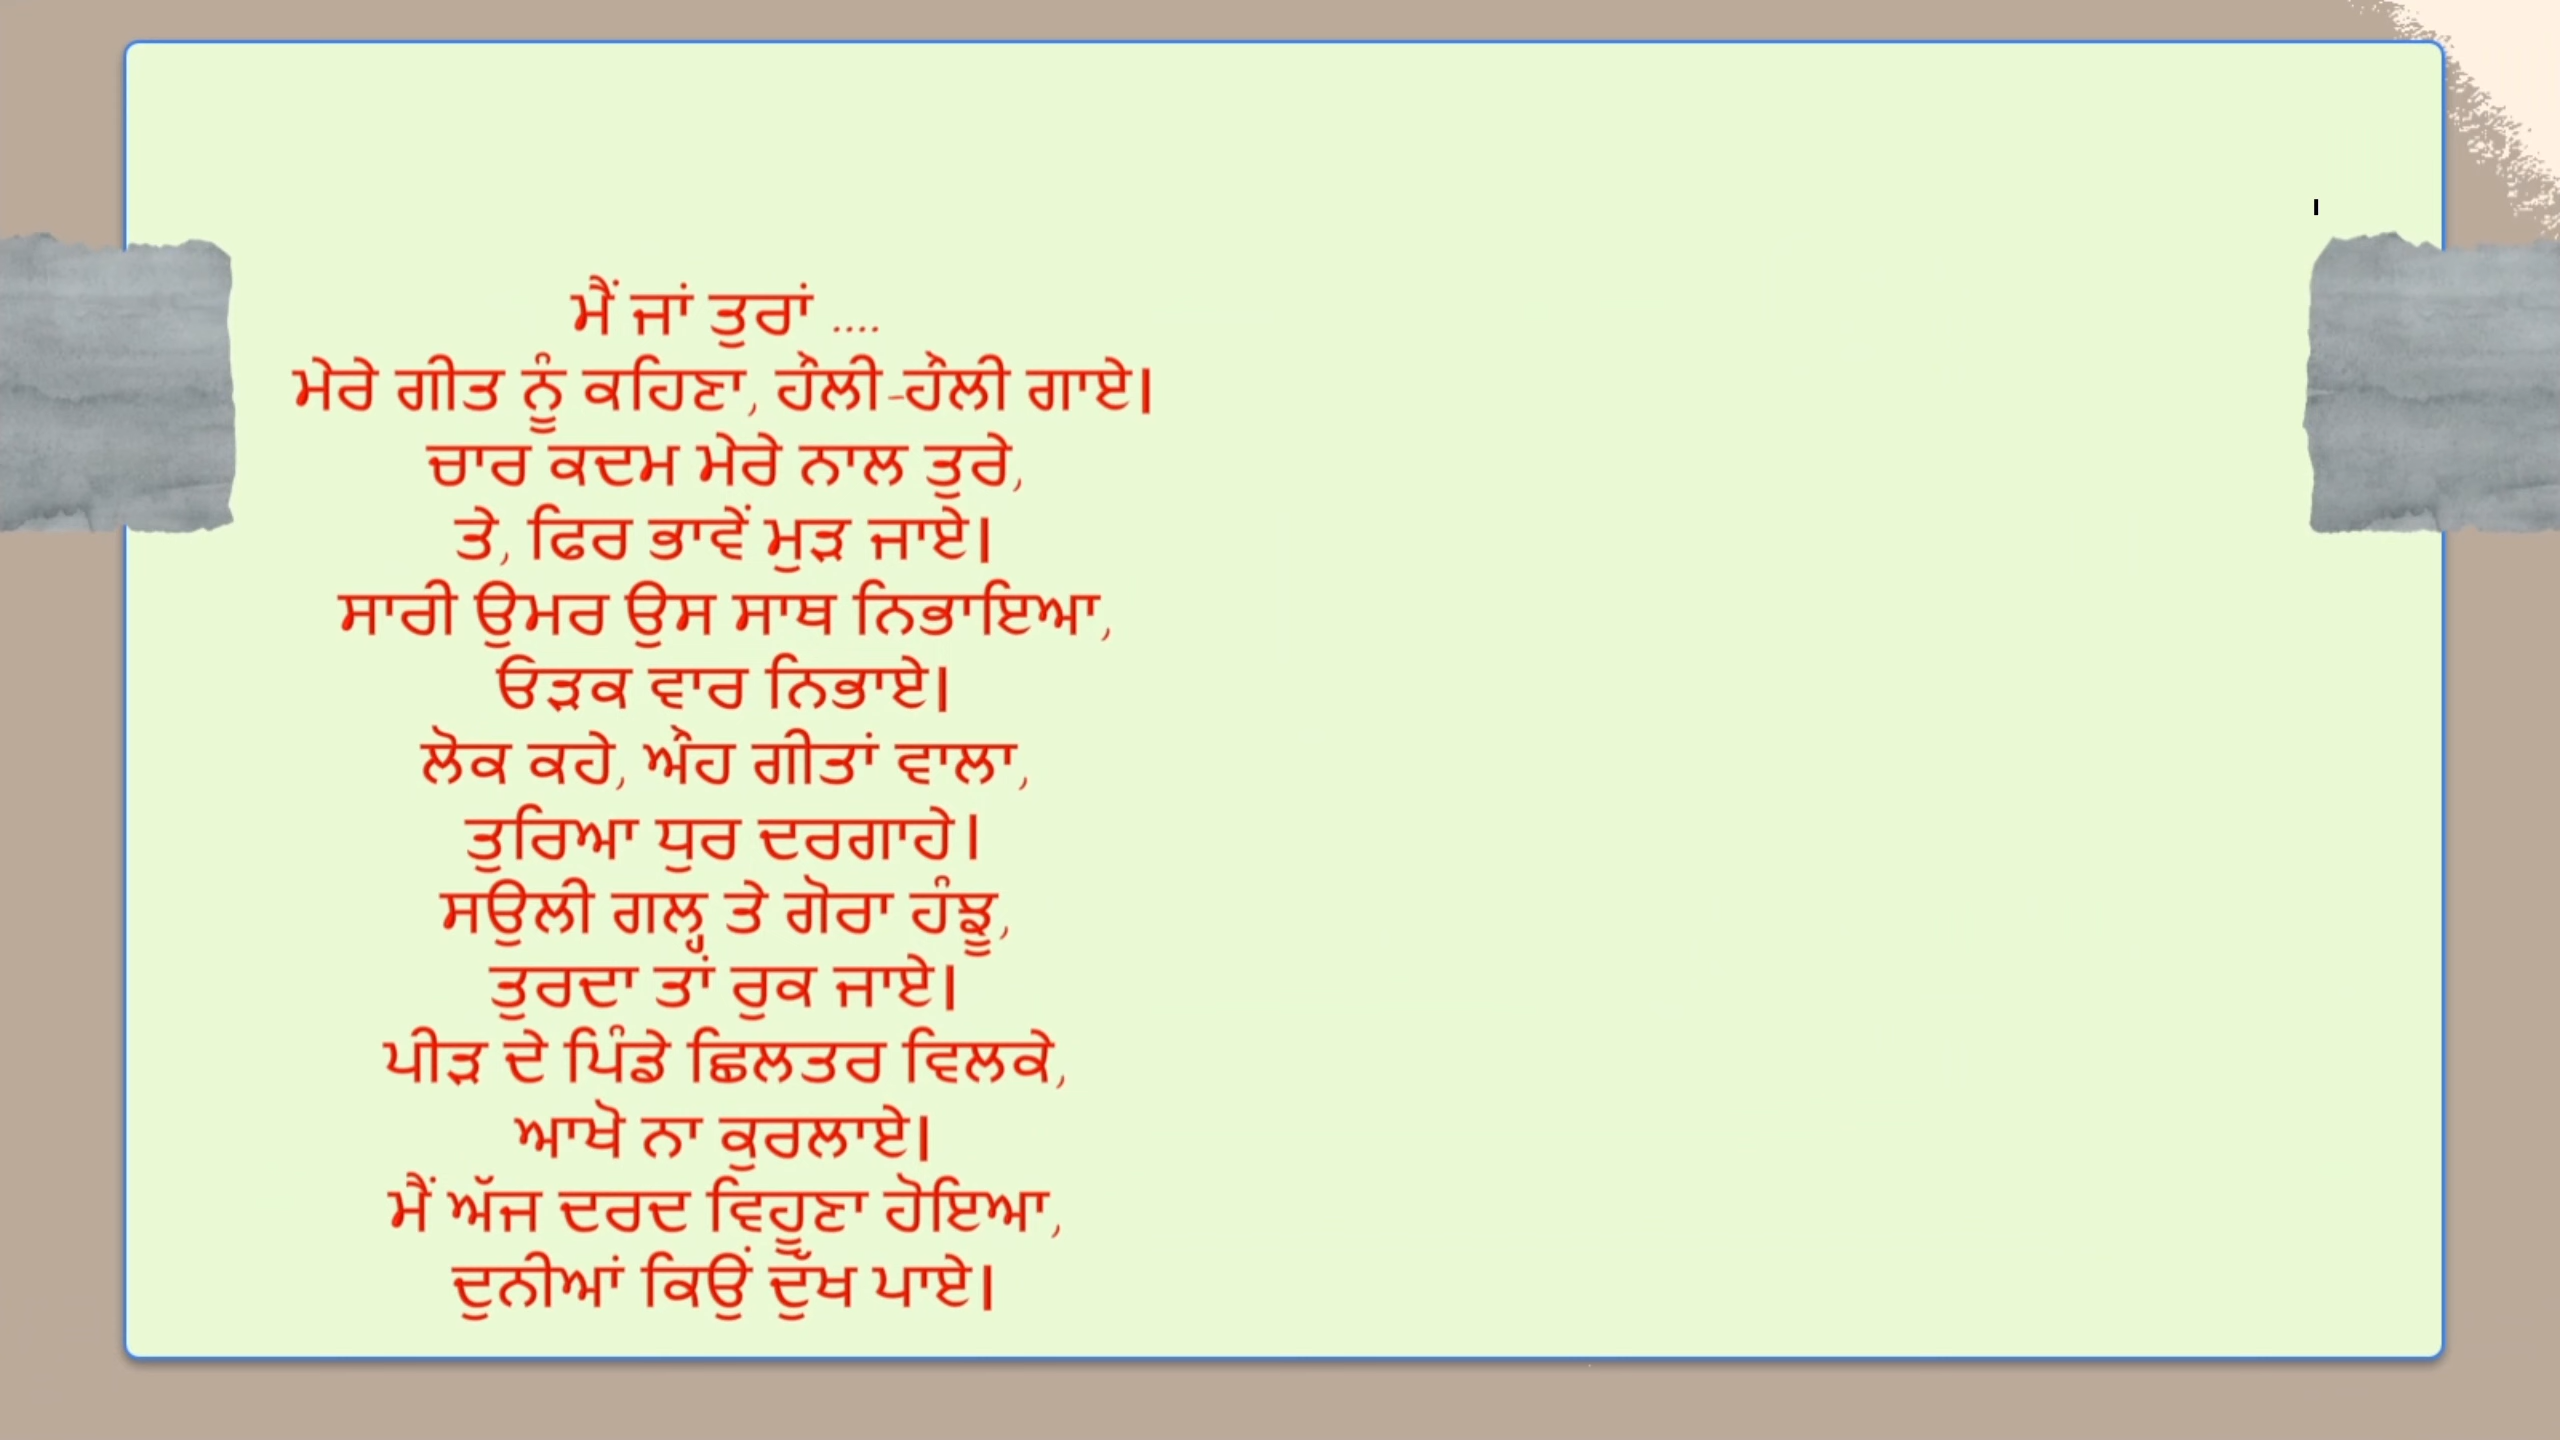 ਮੈਂ ਜਾਂ ਤੁਰਾਂ ....
ਮੇਰੇ ਗੀਤ ਨੂੰ ਕਹਿਣਾ, ਹੌਲੀ-ਹੌਲੀ ਗਾਏ।
ਚਾਰ ਕਦਮ ਮੇਰੇ ਨਾਲ ਤੁਰੇ,
ਤੇ, ਫਿਰ ਭਾਵੇਂ ਮੁੜ ਜਾਏ।
ਸਾਰੀ ਉਮਰ ਉਸ ਸਾਥ ਨਿਭਾਇਆ,
ਓੜਕ ਵਾਰ ਨਿਭਾਏ।
ਲੋਕ ਕਹੇ, ਔਹ ਗੀਤਾਂ ਵਾਲਾ,
ਤੁਰਿਆ ਧੁਰ ਦਰਗਾਹੇ।
ਸਉਲੀ ਗਲ੍ਹ ਤੇ ਗੋਰਾ ਹੰਝੂ,
ਤੁਰਦਾ ਤਾਂ ਰੁਕ ਜਾਏ।
ਪੀੜ ਦੇ ਪਿੰਡੇ ਛਿਲਤਰ ਵਿਲਕੇ,
ਆਖੋ ਨਾ ਕੁਰਲਾਏ।
ਮੈਂ ਅੱਜ ਦਰਦ ਵਿਹੂਣਾ ਹੋਇਆ,
ਦੁਨੀਆਂ ਕਿਉਂ ਦੁੱਖ ਪਾਏ।